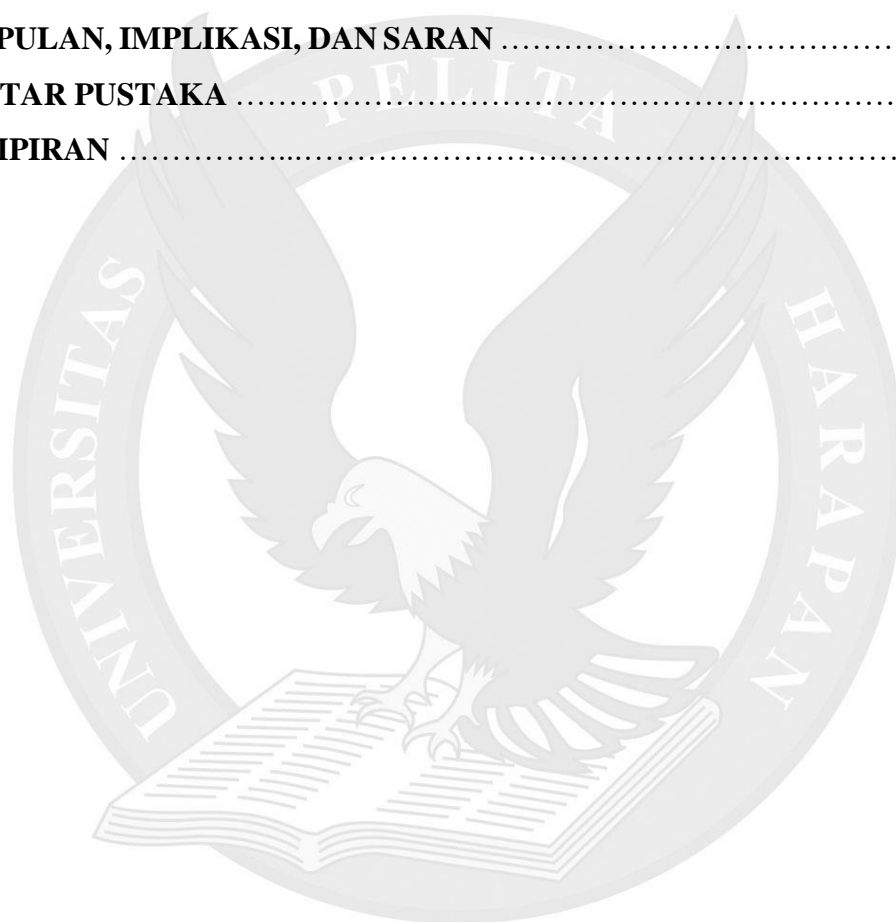 PULAN, IMPLIKASI, DAN SARAN ……………………………………
TAR PUSTAKA ……………………………………………………………
IPIRAN ……………...……………………………………………………
UNIVERSITAS PELITA HARAPAN